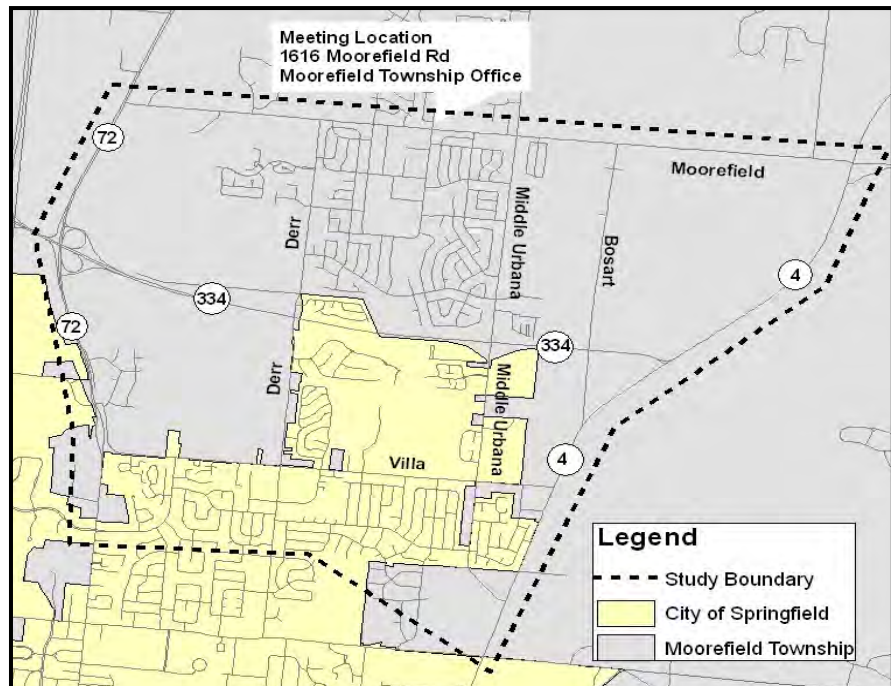 Meeting Location
1616 Moorefield Rd
Moorefield Township Office
72
Moorefield
Derr
Middle Urbana
Bosart
4
334
72
334
Derr
Middle Urbana
Villa
4
Legend
Study Boundary
City of Springfield
Moorefield Township